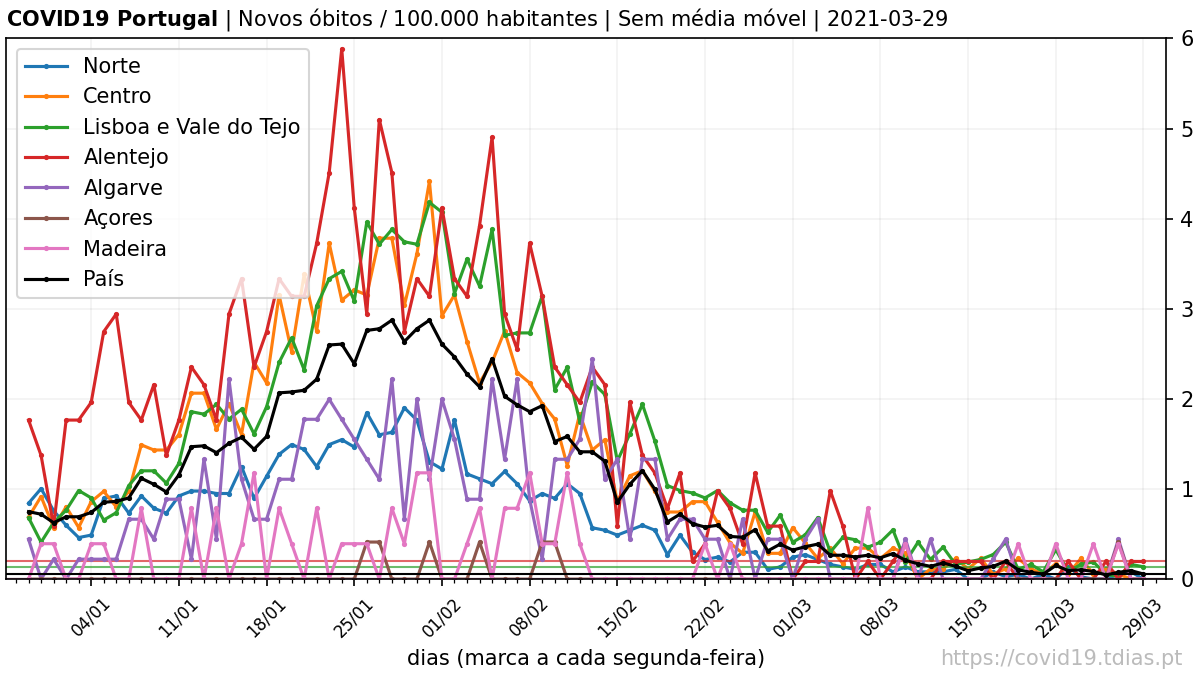 COVID19 Portugal | Novos óbitos / 100.000 habitantes | Sem média móvel | 2021-03-29
Norte
Centro
Lisboa e Vale do Tejo
Alentejo
Algarve
Açores
Madeira
País
6
5
4
3
2
1
0
04/01 11/01 18/01 25/01 01/02 08/02 15/02 22/02 01/03 08/03 15/03 22/03 29/03
dias (marca a cada segunda-feira)
https://covid19.tdias.pt